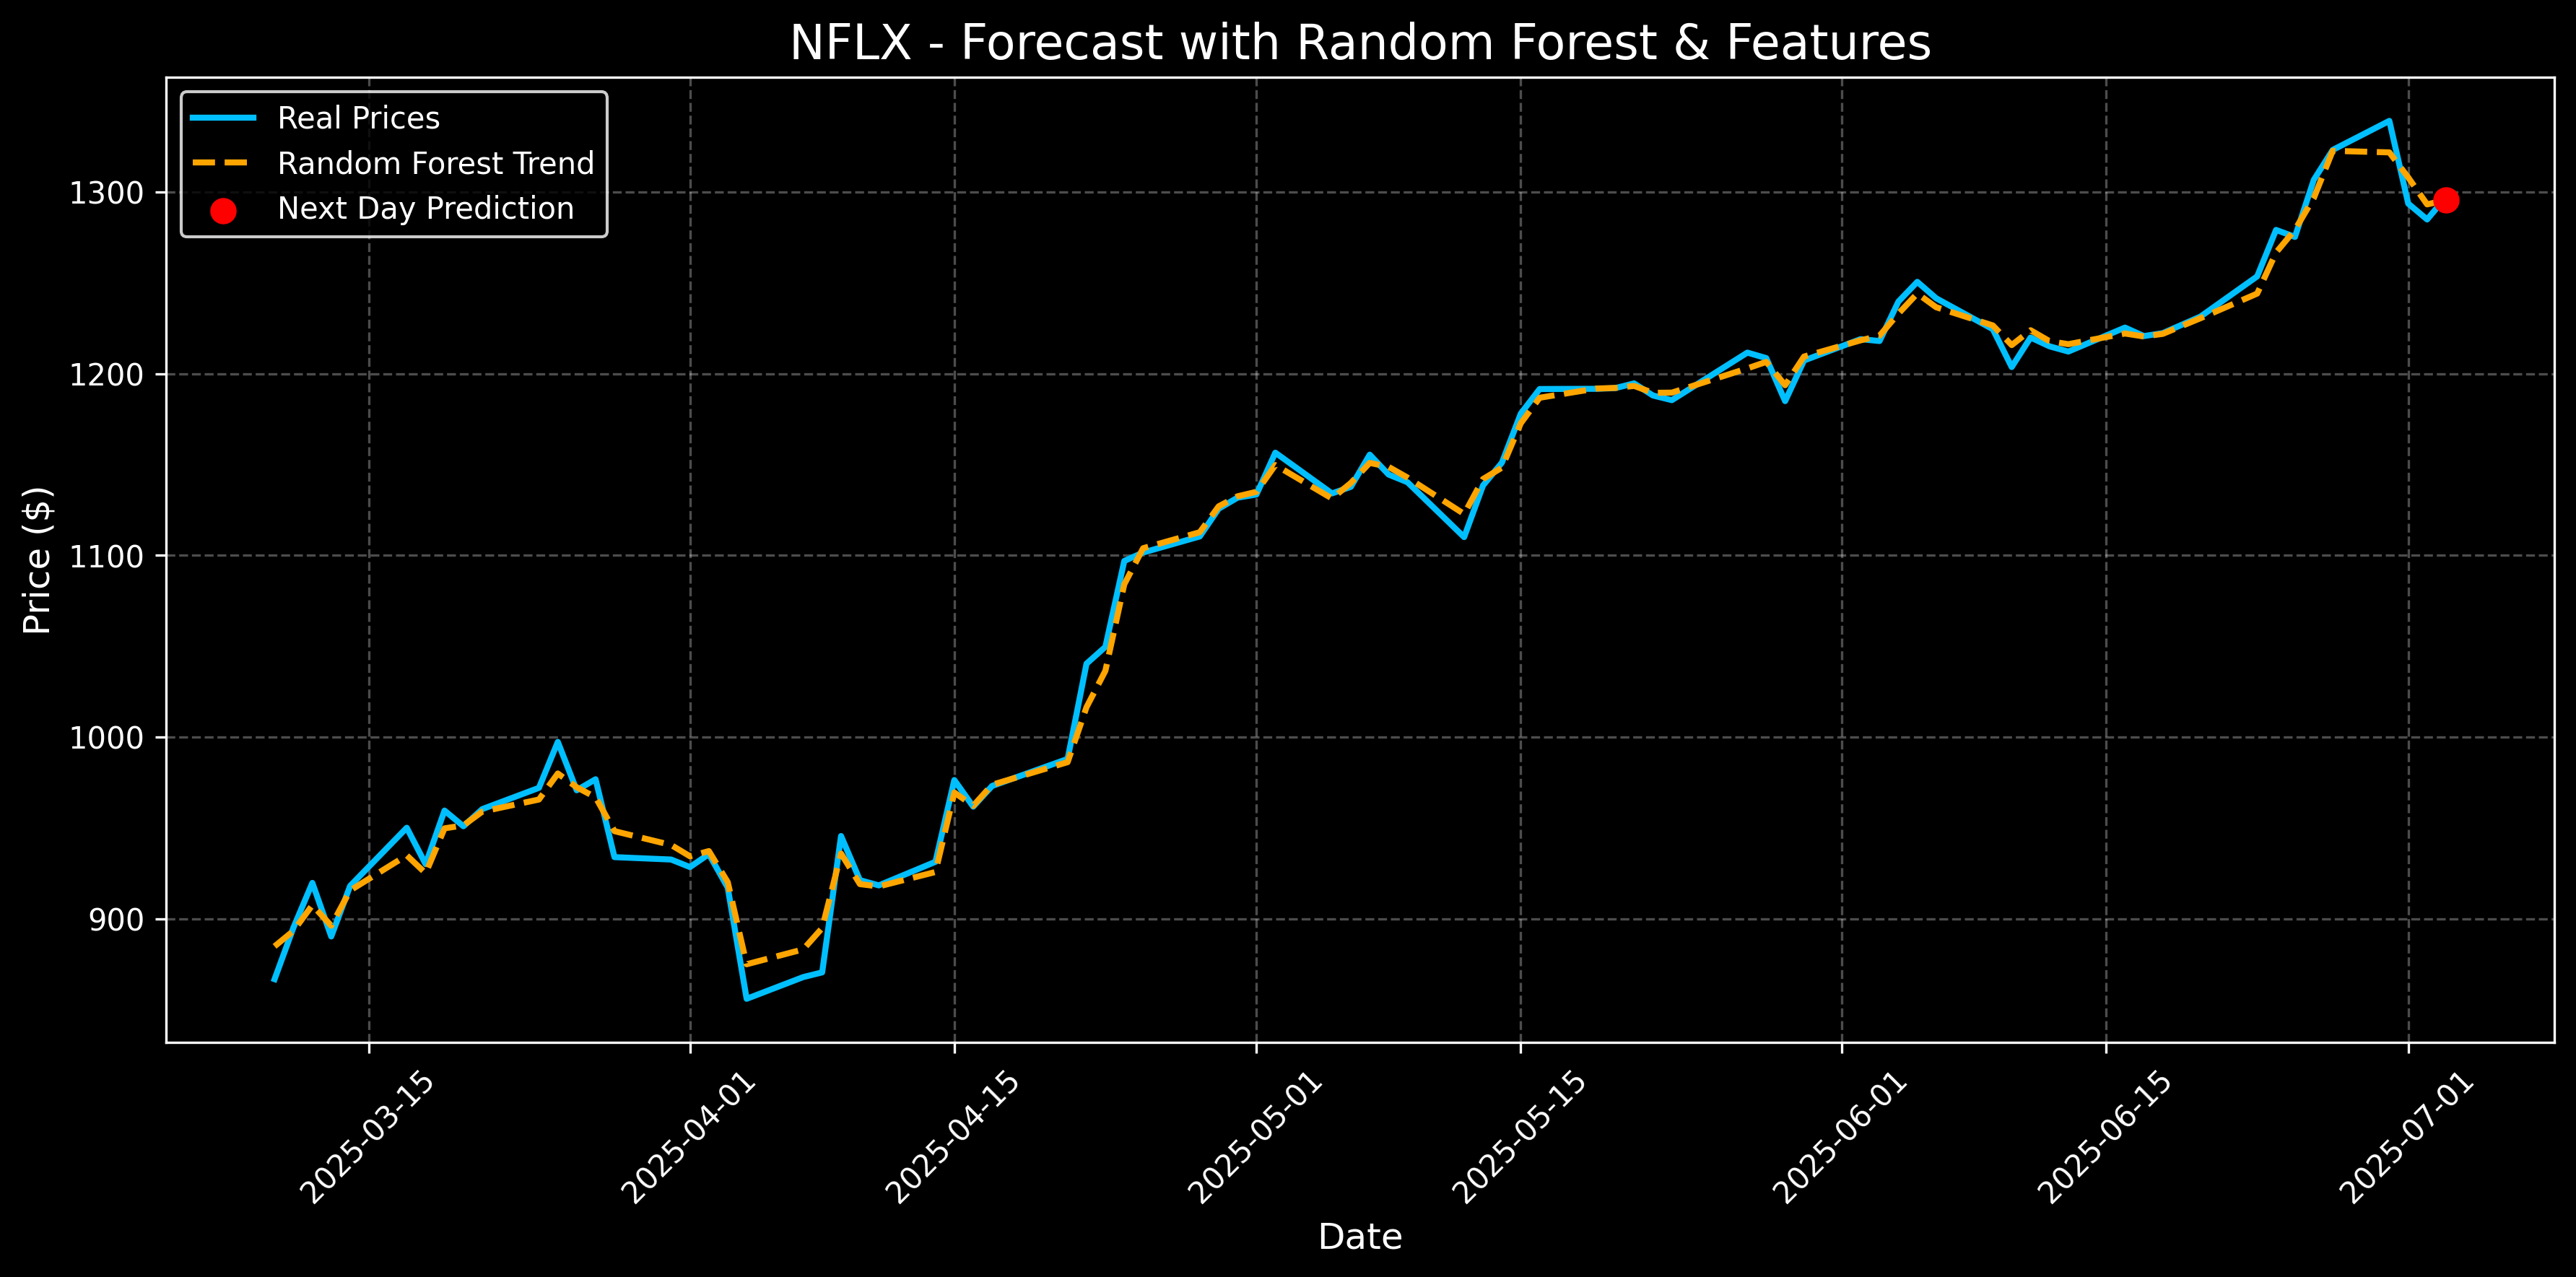 NFLX - Forecast with Random Forest & Features
Real Prices
Random Forest Trend
Next Day Prediction
Price ($)
1300
1200
1100
1000
900
2025-03-15
2025-04-01
2025-04-15
2025-05-01
2025-05-15
2025-06-01
2025-06-15
2025-07-01
Date